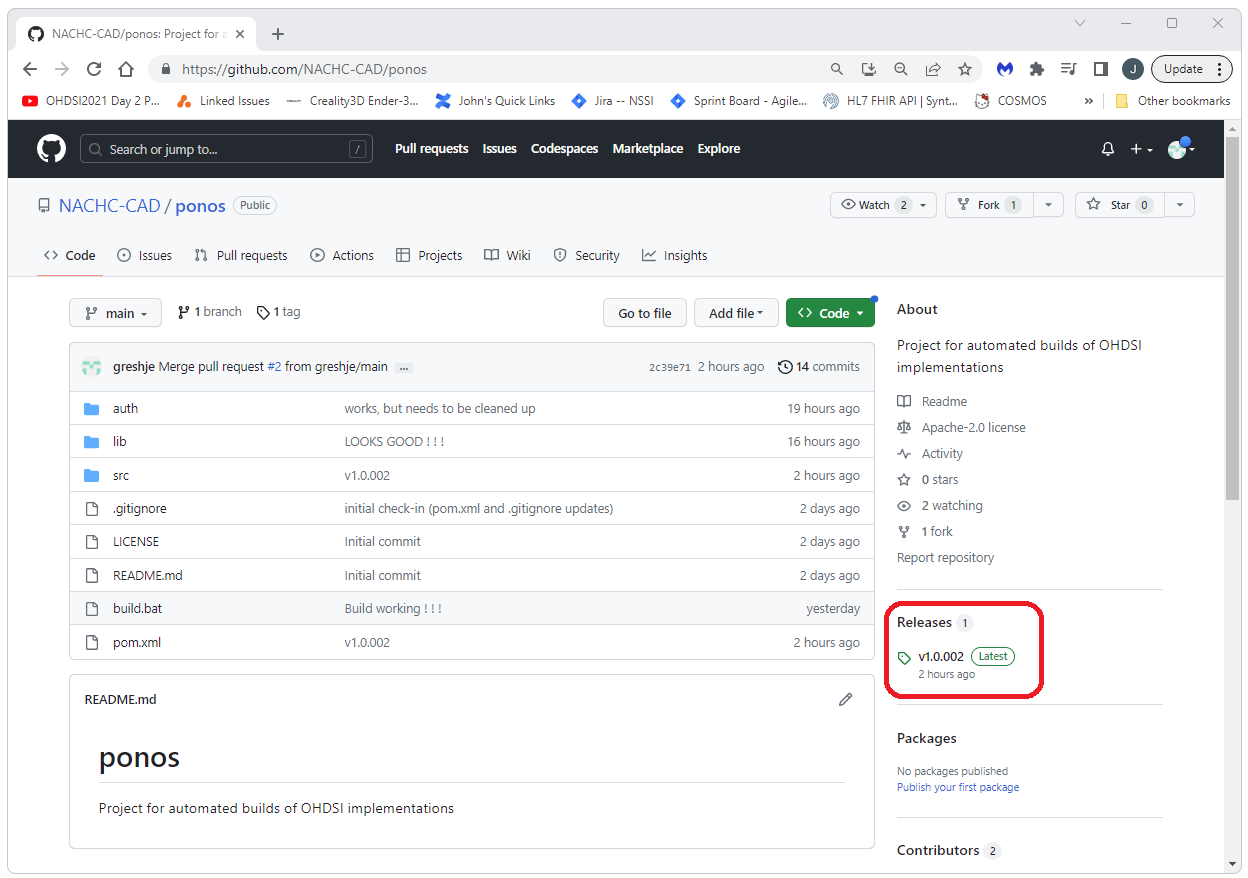 NACHC-CAD/ponos: Project for a
https://github.com/NACHC-CAD/ponos
J
Update
OHDSI2021 Day 2 P...
Linked Issues
Creality3D Ender-3...
John's Quick Links
Jira -- NSSI
Sprint Board - Agile...
HL7 FHIR API | Synt...
COSMOS
»
Other bookmarks
Search or jump to...
/
Pull requests
Issues
Codespaces
Marketplace
Explore
NACHC-CAD / ponos
Public
Watch 2
Fork 1
Star 0
Code
Issues
Pull requests
Actions
Projects
Wiki
Security
Insights
main
1 branch
1 tag
Go to file
Add file
Code
greshje Merge pull request #2 from greshje/main ...
2c39e71 2 hours ago
14 commits
auth works, but needs to be cleaned up 19 hours ago
lib LOOKS GOOD ! ! ! 16 hours ago
src v1.0.002 2 hours ago
.gitignore initial check-in (pom.xml and .gitignore updates) 2 days ago
LICENSE Initial commit 2 days ago
README.md Initial commit 2 days ago
build.bat Build working ! ! ! yesterday
pom.xml v1.0.002 2 hours ago
README.md
ponos
Project for automated builds of OHDSI implementations
About
Project for automated builds of OHDSI
implementations
Readme
Apache-2.0 license
Activity
0 stars
2 watching
1 fork
Report repository
Releases 1
v1.0.002 Latest
2 hours ago
Packages
No packages published
Publish your first package
Contributors 2